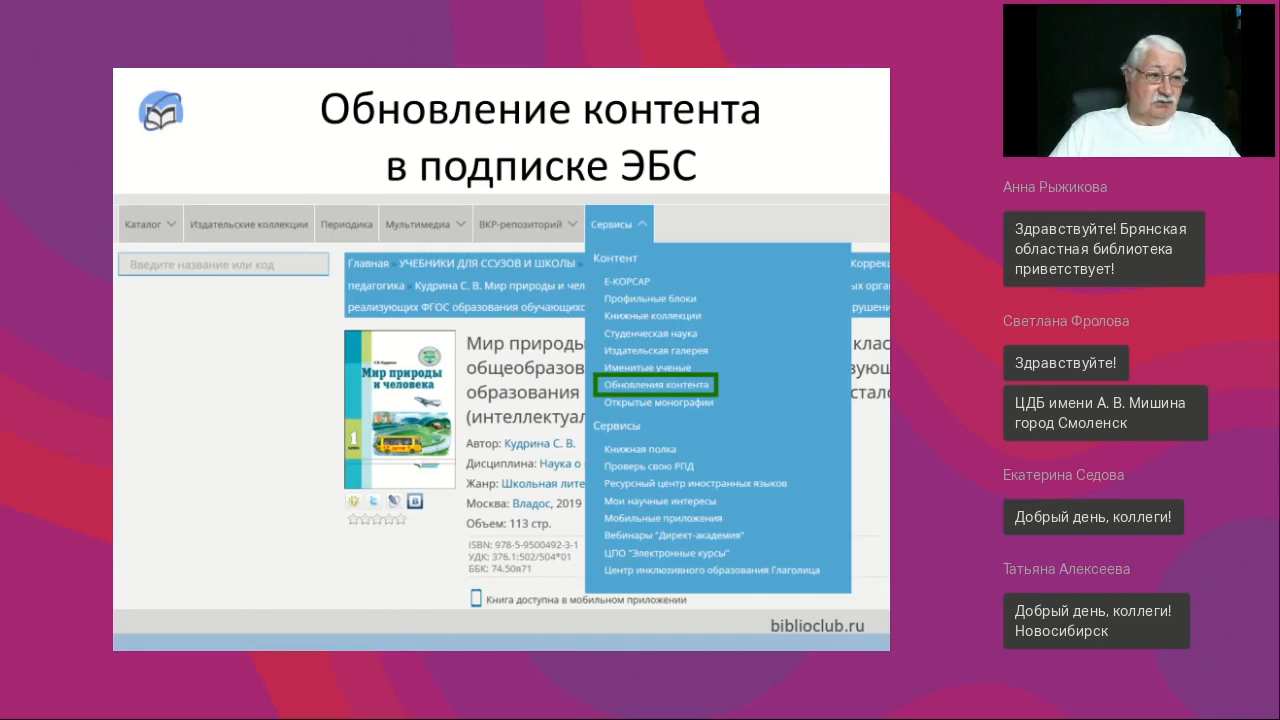 Обновление контента
в подписке ЭБС
Каталог
Издательские коллекции
Периодика
Мультимедиа
ВКР-репозиторий
Сервисы
Введите название или код
Главная » УЧЕБНИКИ ДЛЯ ССУЗОВ И ШКОЛЫ »
педагогика » Кудрина С. В. Мир природы и чел
реализующих ФГОС образования обучающихс
Мир природы
и человека
1
класс
Мир природы
общеобразов
образования
(интеллектуал
Автор: Кудрина С. В.
Дисциплина: Наука о
Жанр: Школьная лите
Москва: Владос, 2019
Объем: 113 стр.
ISBN: 978-5-9500492-3-1
УДК: 376.1:502/504*01
ББК: 74.50я71
Книга доступна в мобильном приложении
Контент
Е-КОРСАР
Профильные блоки
Книжные коллекции
Студенческая наука
Издательская галерея
Именитые ученые
Обновления контента
Открытые монографии
Сервисы
Книжная полка
Проверь свою РПД
Ресурсный центр иностранных языков
Мои научные интересы
Мобильные приложения
Вебинары "Директ-академия"
ЦПО "Электронные курсы"
Центр инклюзивного образования Глаголица
biblioclub.ru
Анна Рыжикова
Здравствуйте! Брянская
областная библиотека
приветствует!
Светлана Фролова
Здравствуйте!
ЦДБ имени А. В. Мишина
город Смоленск
Екатерина Седова
Добрый день, коллеги!
Татьяна Алексеева
Добрый день, коллеги!
Новосибирск